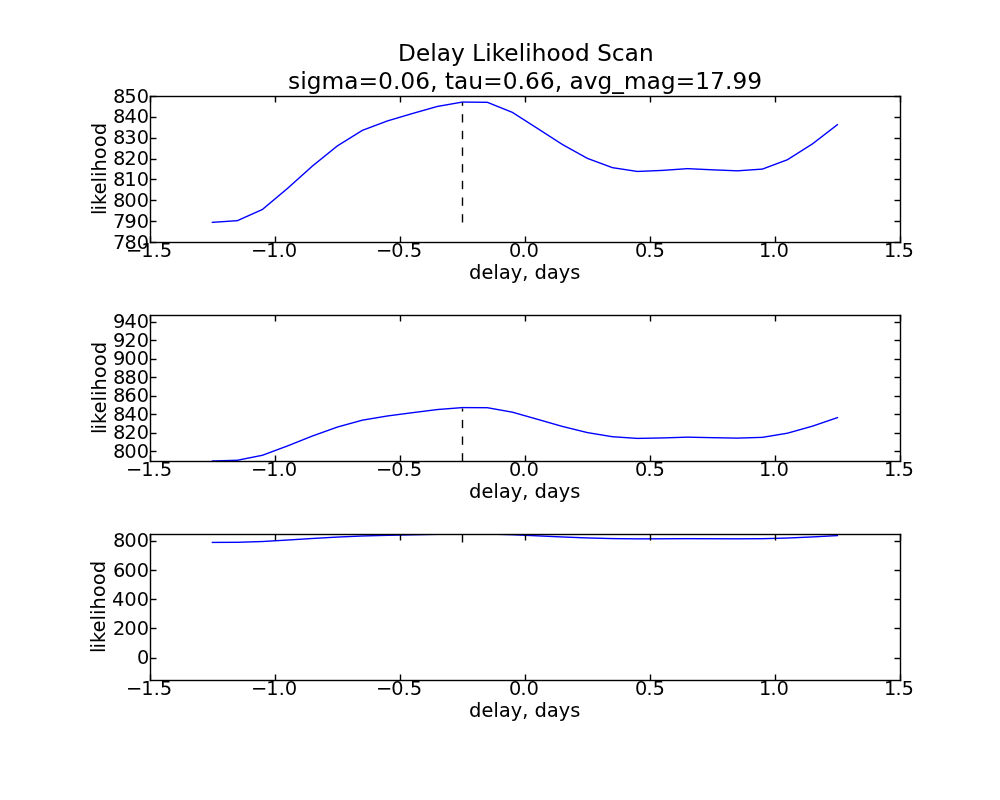 Delay Likelihood Scan
sigma=0.06, tau=0.66, avg_mag=17.99
850
840
830
820
810
800
790
780
likelihood
−1.5 −1.0 −0.5 0.0 0.5 1.0 1.5
delay, days
940
920
900
880
860
840
820
800
likelihood
−1.5 −1.0 −0.5 0.0 0.5 1.0 1.5
delay, days
800
600
400
200
0
likelihood
−1.5 −1.0 −0.5 0.0 0.5 1.0 1.5
delay, days